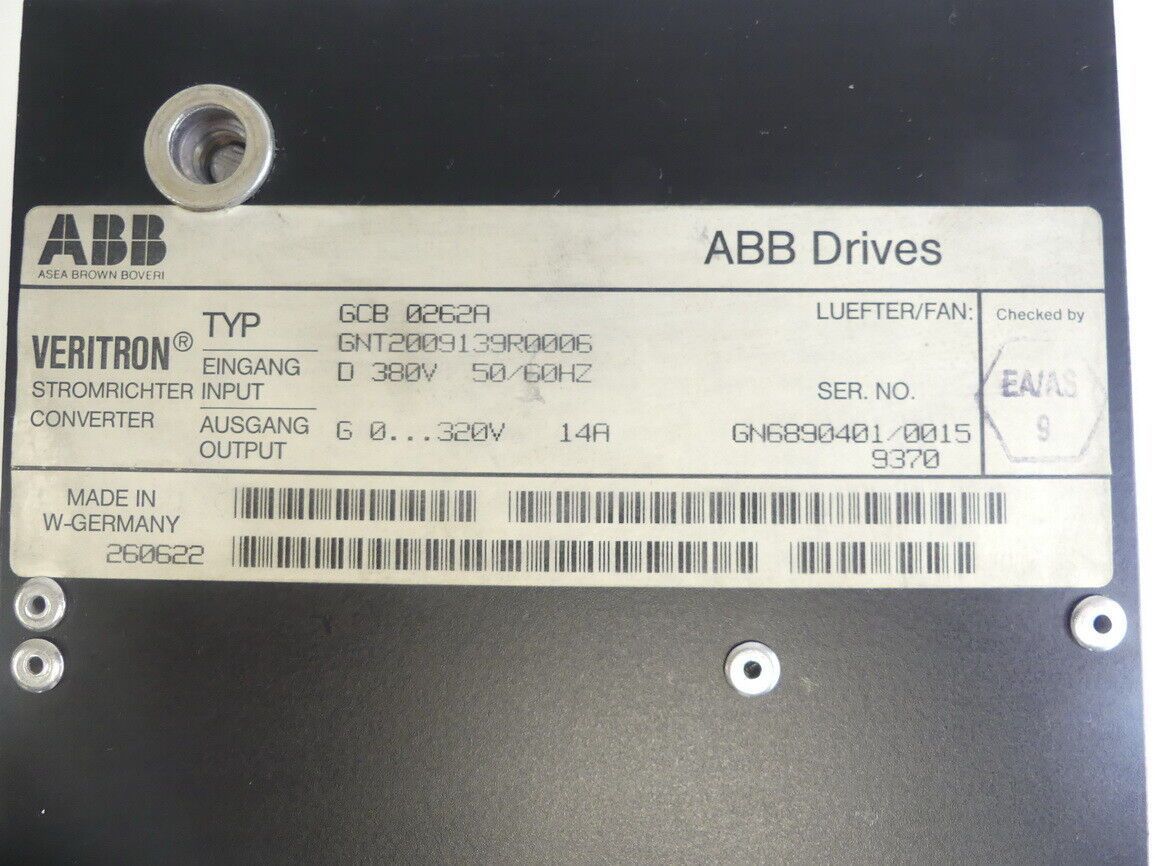 ABB
ASEA BROWN BOVERI
ABB Drives
VERITRON®
STROMRICHTER
CONVERTER
TYP
GCB 0262A
GNT2009139R0006
EINGANG
INPUT
D 380V 50/60HZ
AUSGANG
OUTPUT
G 0...320V 14A
LUEFTER/FAN:
SER. NO.
GN6890401/0015
9370
Checked by
EA/AS
9
MADE IN
W-GERMANY
260622